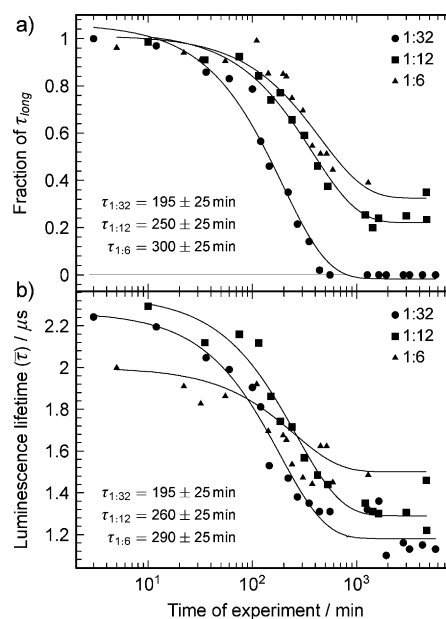 a)
Fraction of τlong
1
0.8
0.6
0.4
0.2
0
1:32
1:12
1:6
τ1:32 = 195 ± 25 min
τ1:12 = 250 ± 25 min
τ1:6 = 300 ± 25 min
b)
Luminescence lifetime (τ̅) / μs
2.2
2
1.8
1.6
1.4
1.2
1:32
1:12
1:6
τ1:32 = 195 ± 25 min
τ1:12 = 260 ± 25 min
τ1:6 = 290 ± 25 min
10¹ 10² 10³
Time of experiment / min